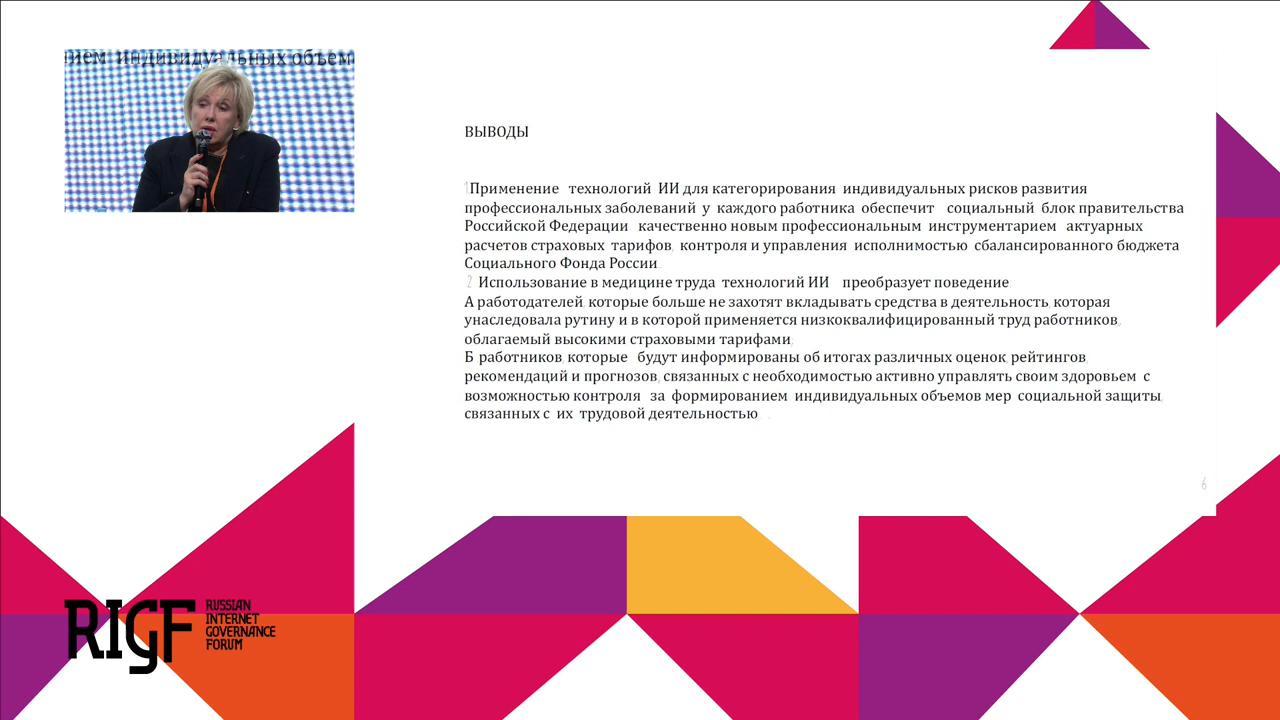 нием индивидуальных объем
ВЫВОДЫ
1Применение технологий ИИ для категорирования индивидуальных рисков развития
профессиональных заболеваний у каждого работника обеспечит социальный блок правительства
Российской Федерации качественно новым профессиональным инструментарием актуарных
расчетов страховых тарифов, контроля и управления исполнимостью сбалансированного бюджета
Социального Фонда России.
2 Использование в медицине труда технологий ИИ преобразует поведение
А работодателей, которые больше не захотят вкладывать средства в деятельность, которая
унаследовала рутину и в которой применяется низкоквалифицированный труд работников,
облагаемый высокими страховыми тарифами;
Б работников, которые будут информированы об итогах различных оценок, рейтингов,
рекомендаций и прогнозов, связанных с необходимостью активно управлять своим здоровьем с
возможностью контроля за формированием индивидуальных объемов мер социальной защиты,
связанных с их трудовой деятельностью .
6
RIGF
RUSSIAN
INTERNET
GOVERNANCE
FORUM